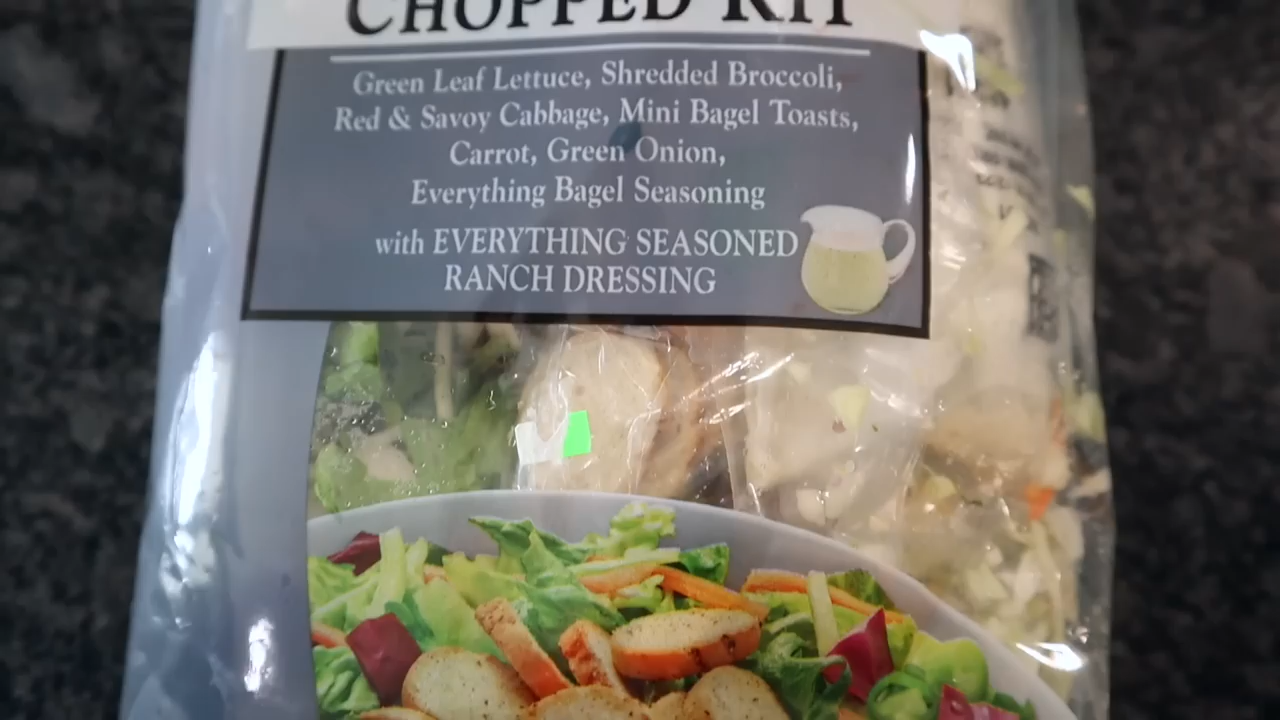 CHOPPED KIT
Green Leaf Lettuce, Shredded Broccoli,
Red & Savoy Cabbage, Mini Bagel Toasts,
Carrot, Green Onion,
Everything Bagel Seasoning
with EVERYTHING SEASONED
RANCH DRESSING